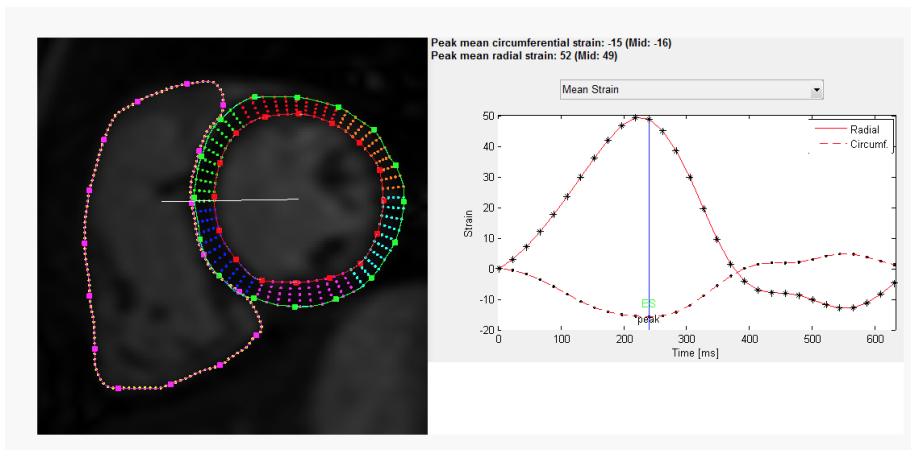 Peak mean circumferential strain: -15 (Mid: -16)
Peak mean radial strain: 52 (Mid: 49)
Mean Strain
50
40
30
20
10
0
-10
-20
Strain
Radial
Circumf.
ES
peak
0 100 200 300 400 500 600
Time [ms]